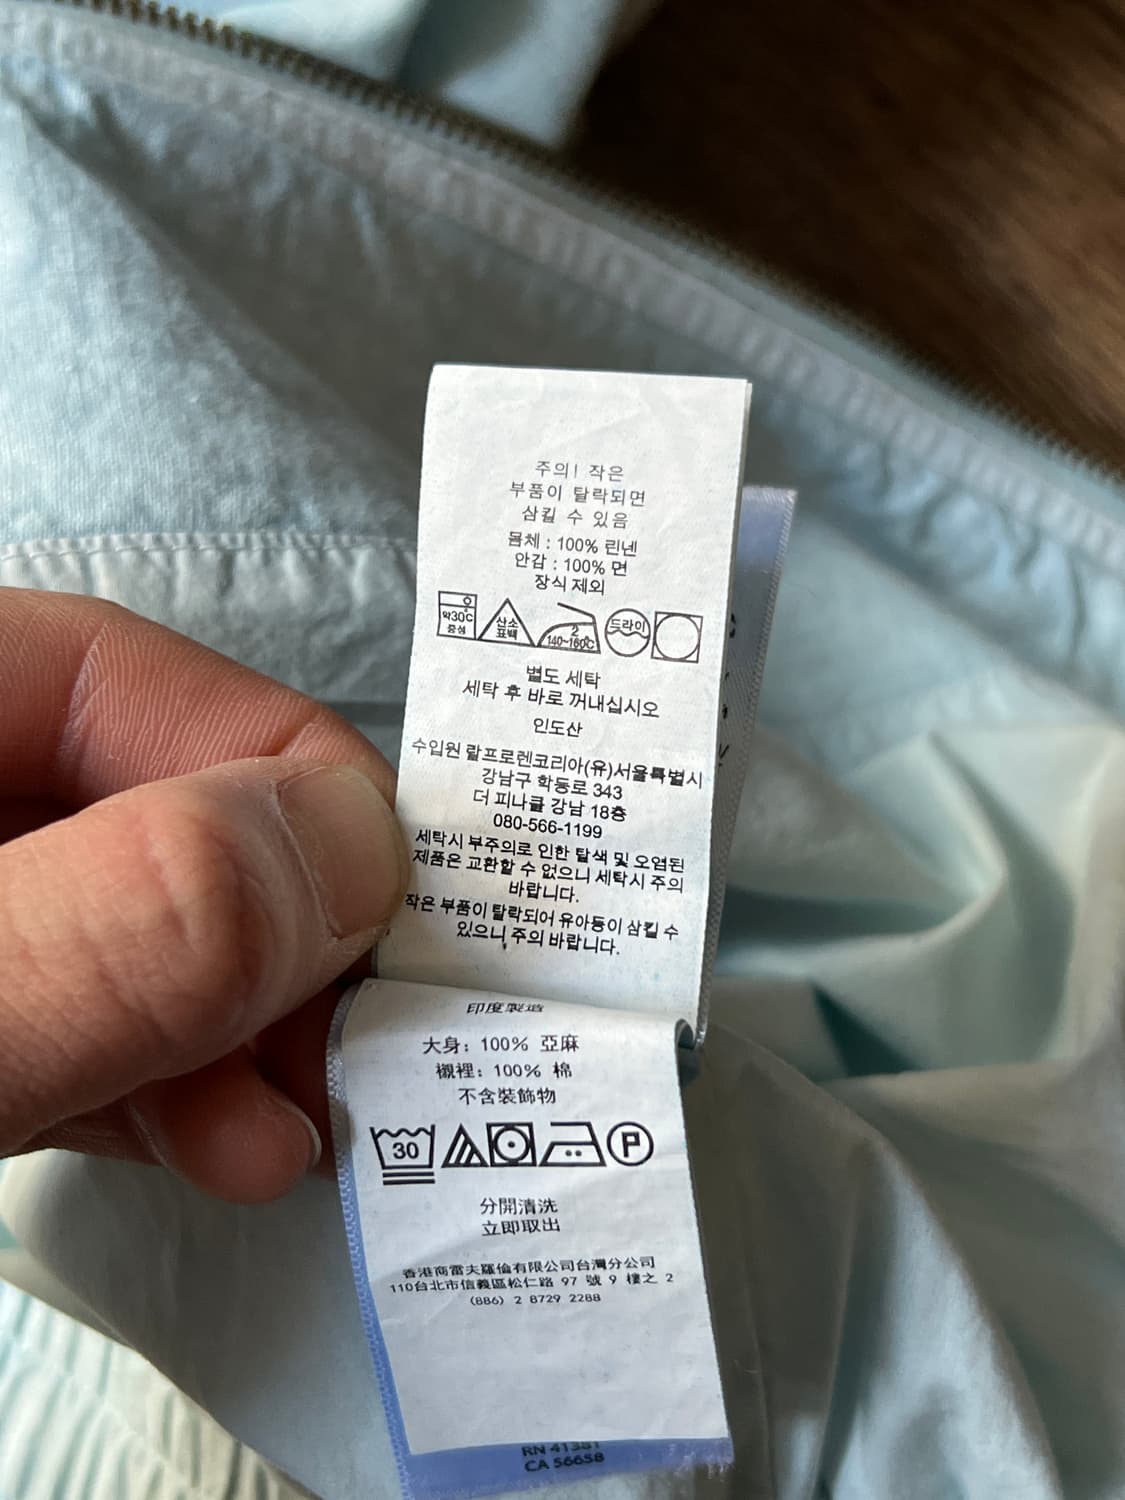 주의! 작은
부품이 탈락되면
삼킬 수 있음
몸체 : 100% 린넨
안감 : 100% 면
장식 제외
약30℃
중성
산소
표백
2
140~160℃
드라이
별도 세탁
세탁 후 바로 꺼내십시오
인도산
수입원 랄프로렌코리아(유)서울특별시
강남구 학동로 343
더 피나클 강남 18층
080-566-1199
세탁시 부주의로 인한 탈색 및 오염된
제품은 교환할 수 없으니 세탁시 주의
바랍니다.
작은 부품이 탈락되어 유아등이 삼킬 수
있으니, 주의 바랍니다.
印度製造
大身: 100% 亞麻
襯裡: 100% 棉
不含裝飾物
30
P
分開清洗
立即取出
香港商雷夫羅倫有限公司台灣分公司
110台北市信義區松仁路 97 號 9 樓之 2
(886) 2 8729 2288
RN 41381
CA 56658